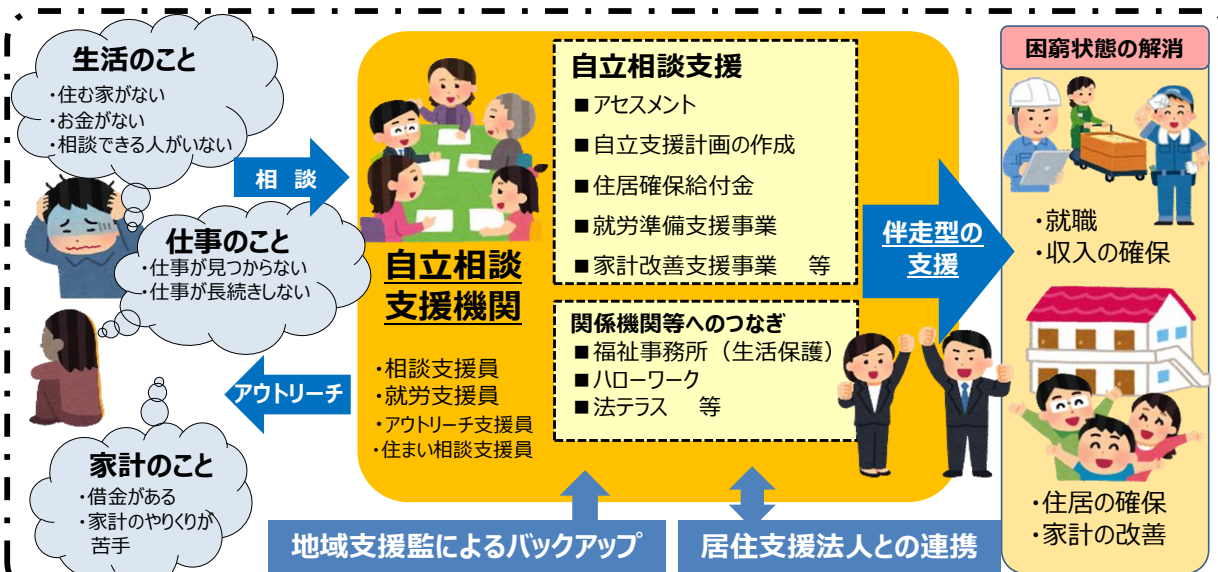 生活のこと
・住む家がない
・お金がない
・相談できる人がいない
相 談
仕事のこと
・仕事が見つからない
・仕事が長続きしない
アウトリーチ
家計のこと
・借金がある
・家計のやりくりが
苦手
自立相談
支援機関
・相談支援員
・就労支援員
・アウトリーチ支援員
・住まい相談支援員
自立相談支援
■アセスメント
■自立支援計画の作成
■住居確保給付金
■就労準備支援事業
■家計改善支援事業 等
関係機関等へのつなぎ
■福祉事務所（生活保護）
■ハローワーク
■法テラス 等
伴走型の
支援
困窮状態の解消
・就職
・収入の確保
・住居の確保
・家計の改善
地域支援監によるバックアップ
居住支援法人との連携